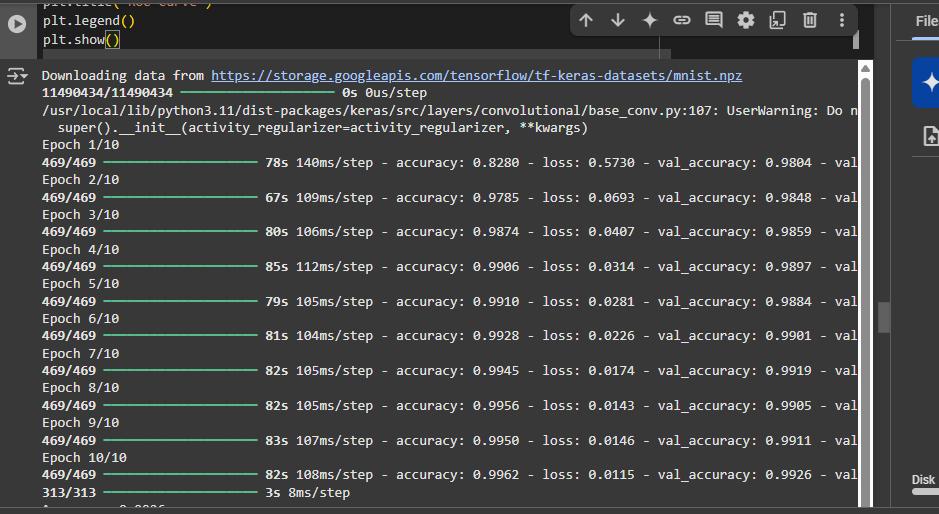 plt.title("ROC Curve")
plt.legend()
plt.show()
File
Downloading data from https://storage.googleapis.com/tensorflow/tf-keras-datasets/mnist.npz
11490434/11490434 0s 0us/step
/usr/local/lib/python3.11/dist-packages/keras/src/layers/convolutional/base_conv.py:107: UserWarning: Do n
super().__init__(activity_regularizer=activity_regularizer, **kwargs)
Epoch 1/10
469/469 78s 140ms/step - accuracy: 0.8280 - loss: 0.5730 - val_accuracy: 0.9804 - val
Epoch 2/10
469/469 67s 109ms/step - accuracy: 0.9785 - loss: 0.0693 - val_accuracy: 0.9848 - val
Epoch 3/10
469/469 80s 106ms/step - accuracy: 0.9874 - loss: 0.0407 - val_accuracy: 0.9859 - val
Epoch 4/10
469/469 85s 112ms/step - accuracy: 0.9906 - loss: 0.0314 - val_accuracy: 0.9897 - val
Epoch 5/10
469/469 79s 105ms/step - accuracy: 0.9910 - loss: 0.0281 - val_accuracy: 0.9884 - val
Epoch 6/10
469/469 81s 104ms/step - accuracy: 0.9928 - loss: 0.0226 - val_accuracy: 0.9901 - val
Epoch 7/10
469/469 82s 105ms/step - accuracy: 0.9945 - loss: 0.0174 - val_accuracy: 0.9919 - val
Epoch 8/10
469/469 82s 105ms/step - accuracy: 0.9956 - loss: 0.0143 - val_accuracy: 0.9905 - val
Epoch 9/10
469/469 83s 107ms/step - accuracy: 0.9950 - loss: 0.0146 - val_accuracy: 0.9911 - val
Epoch 10/10
469/469 82s 108ms/step - accuracy: 0.9962 - loss: 0.0115 - val_accuracy: 0.9926 - val
313/313 3s 8ms/step
Disk